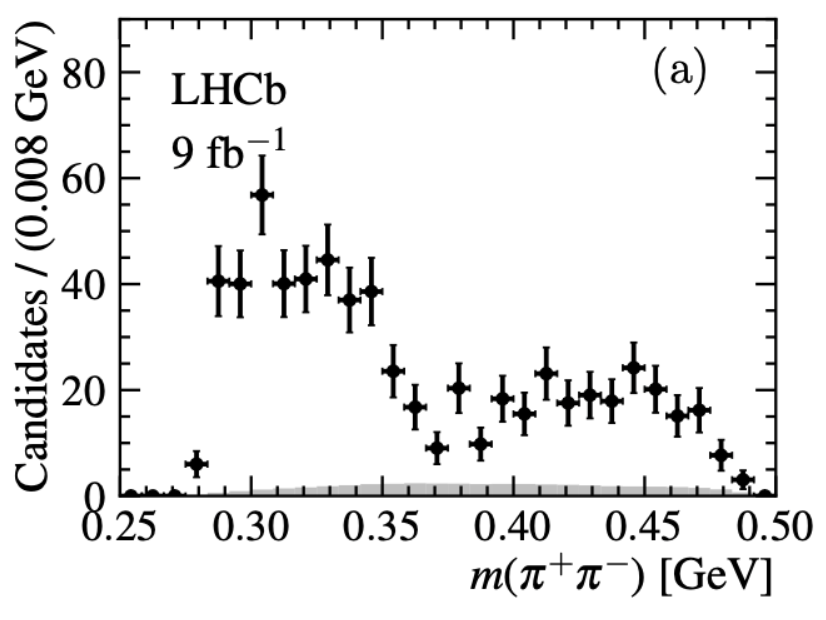 (a)
LHCb
9 fb⁻¹
Candidates / (0.008 GeV)
80
60
40
20
0
0.25 0.30 0.35 0.40 0.45 0.50
m(π⁺π⁻) [GeV]